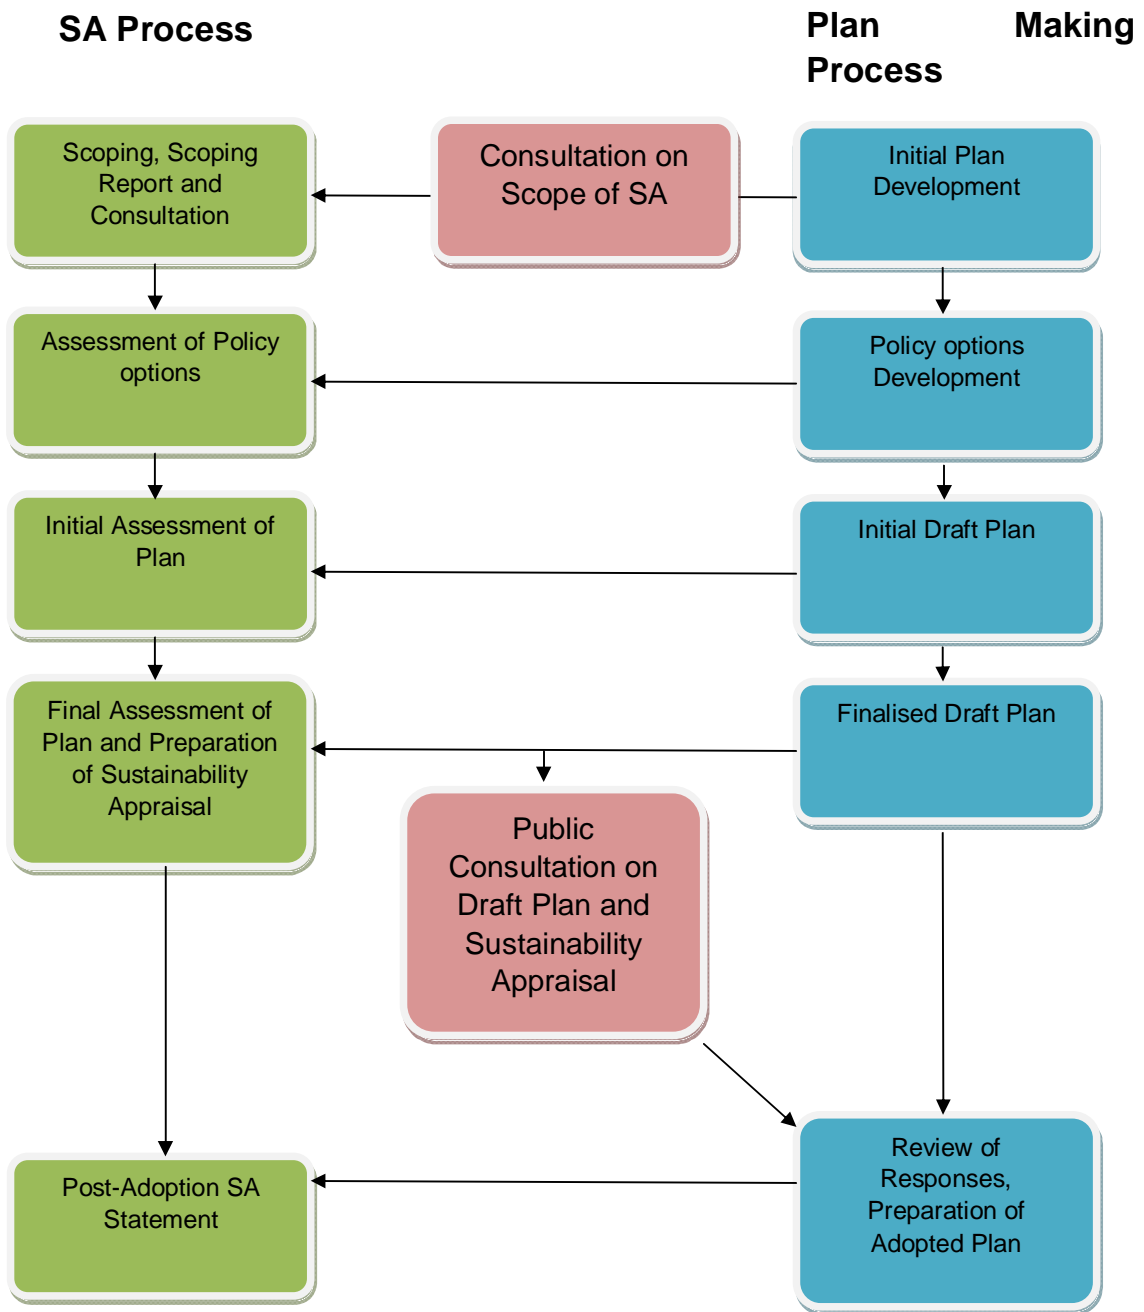 SA Process
Plan Making
Process
Scoping, Scoping
Report and
Consultation
Consultation on
Scope of SA
Initial Plan
Development
Assessment of Policy
options
Policy options
Development
Initial Assessment of
Plan
Initial Draft Plan
Final Assessment of
Plan and Preparation
of Sustainability
Appraisal
Finalised Draft Plan
Public
Consultation on
Draft Plan and
Sustainability
Appraisal
Post-Adoption SA
Statement
Review of
Responses,
Preparation of
Adopted Plan